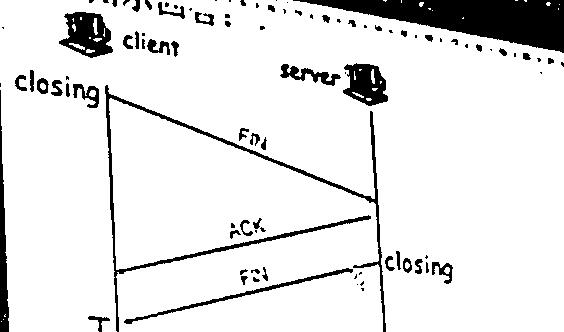 client
server
closing
FIN
ACK
FIN
closing